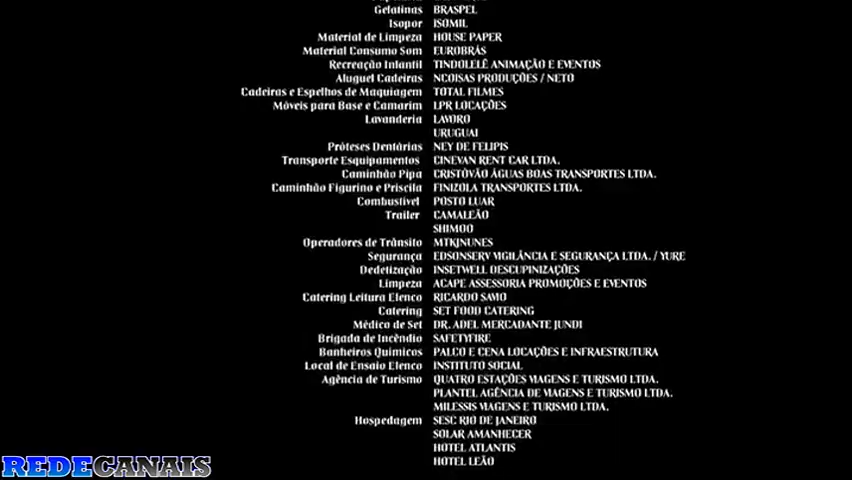 Gelatinas BRASPEL
Isopor ISOMIL
Material de Limpeza HOUSE PAPER
Material Consumo Som EUROBRÁS
Recreação Infantil TINDOLELÊ ANIMAÇÃO E EVENTOS
Aluguel Cadeiras NCOISAS PRODUÇÕES / NETO
Cadeiras e Espelhos de Maquiagem TOTAL FILMES
Móveis para Base e Camarim LPR LOCAÇÕES
Lavanderia LAVORO
URUGUAI
Próteses Dentárias NEY DE FELIPIS
Transporte Esquipamentos CINEVAN RENT CAR LTDA.
Caminhão Pipa CRISTÓVÃO ÁGUAS BOAS TRANSPORTES LTDA.
Caminhão Figurino e Priscila FINIZOLA TRANSPORTES LTDA.
Combustível POSTO LUAR
Trailer CAMALEÃO
SHIMOO
Operadores de Trânsito MTKJNUNES
Segurança EDSONSERV VIGILÂNCIA E SEGURANÇA LTDA. / YURE
Dedetização INSETWELL DESCUPINIZAÇÕES
Limpeza ACAPE ASSESSORIA PROMOÇÕES E EVENTOS
Catering Leitura Elenco RICARDO SAVIO
Catering SET FOOD CATERING
Médico de Set DR. ADEL MERCADANTE JUNDI
Brigada de Incêndio SAFETYFIRE
Banheiros Químicos PALCO E CENA LOCAÇÕES E INFRAESTRUTURA
Local de Ensaio Elenco INSTITUTO SOCIAL
Agência de Turismo QUATRO ESTAÇÕES VIAGENS E TURISMO LTDA.
PLANTEL AGÊNCIA DE VIAGENS E TURISMO LTDA.
MILESSIS VIAGENS E TURISMO LTDA.
Hospedagem SESC RIO DE JANEIRO
SOLAR AMANHECER
HOTEL ATLANTIS
HOTEL LEÃO
REDECANAIS